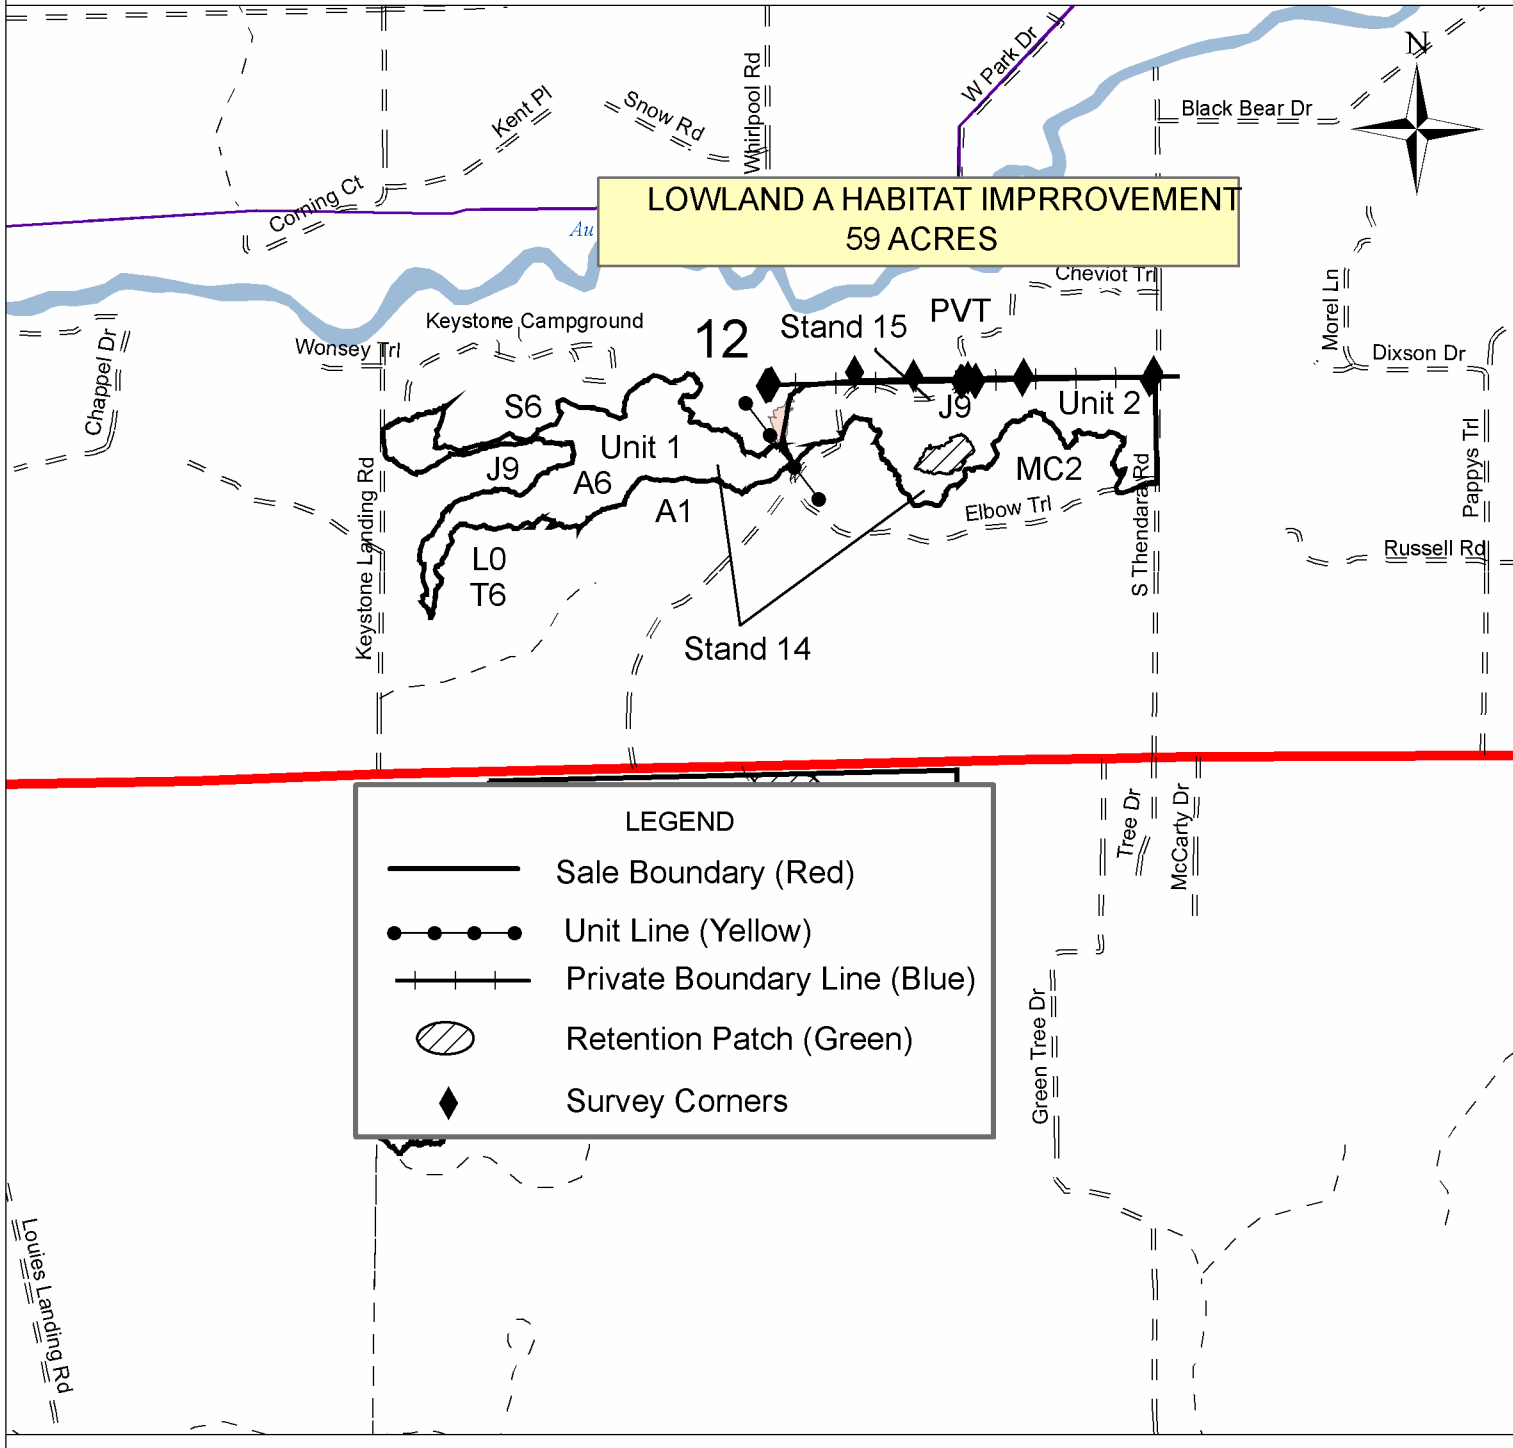 N
W Park Dr
Whirlpool Rd
Kent Pl
Snow Rd
Black Bear Dr
Corning Ct
LOWLAND A HABITAT IMPRROVEMENT
59 ACRES
Au
Cheviot Trl
Keystone Campground
12
Stand 15
PVT
Morel Ln
Chappel Dr
Wonsey Trl
Dixson Dr
S6
J9
Unit 2
Unit 1
J9
A6
MC2
A1
Elbow Trl
Keystone Landing Rd
S Thendara Rd
Pappys Trl
L0
T6
Russell Rd
Stand 14
LEGEND
Sale Boundary (Red)
Unit Line (Yellow)
Private Boundary Line (Blue)
Retention Patch (Green)
Survey Corners
Tree Dr
McCarty Dr
Green Tree Dr
Louies Landing Rd